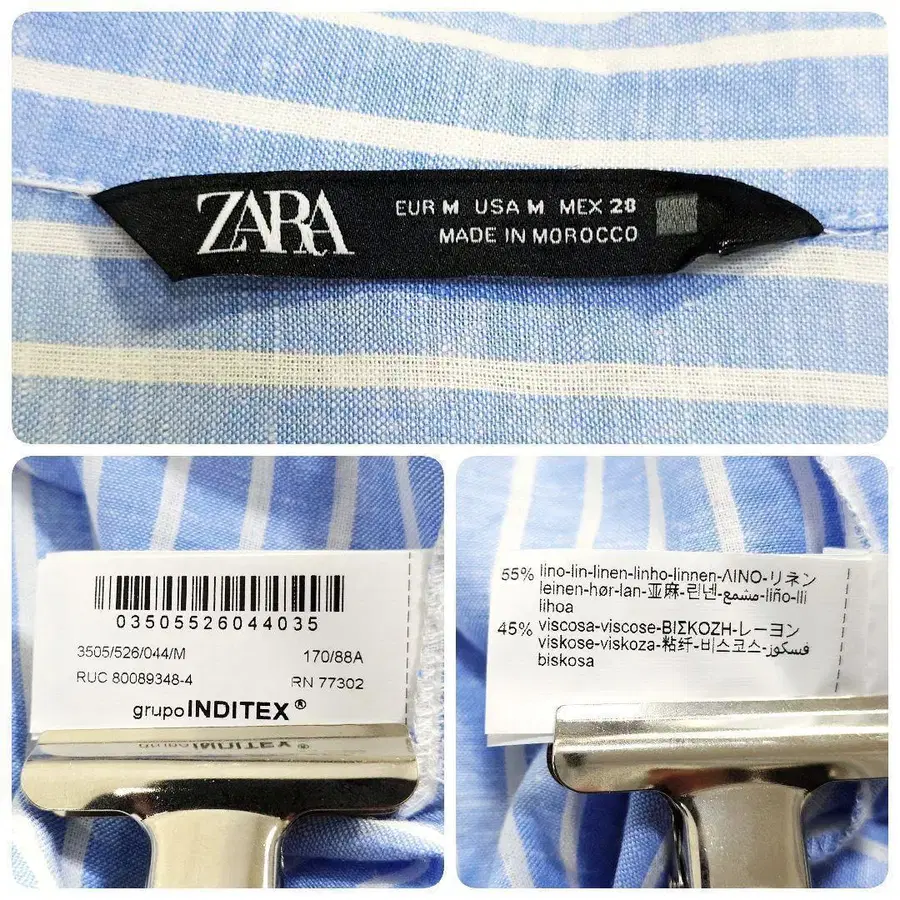 ZARA
EUR M USA M MEX 28
MADE IN MOROCCO
03505526044035
3505/526/044/M 170/88A
RUC 80089348-4 RN 77302
grupo INDITEX®
55% lino-lin-linen-linho-linnen-ΛΙΝΟ-リネン
leinen-hør-lan-亚麻-린넨-مشمع-liño-lli
lihoa
45% viscosa-viscose-ΒΙΣΚΟΖΗ-レーヨン
viskose-viskoza-粘纤-비스코스-فسكوز
biskosa